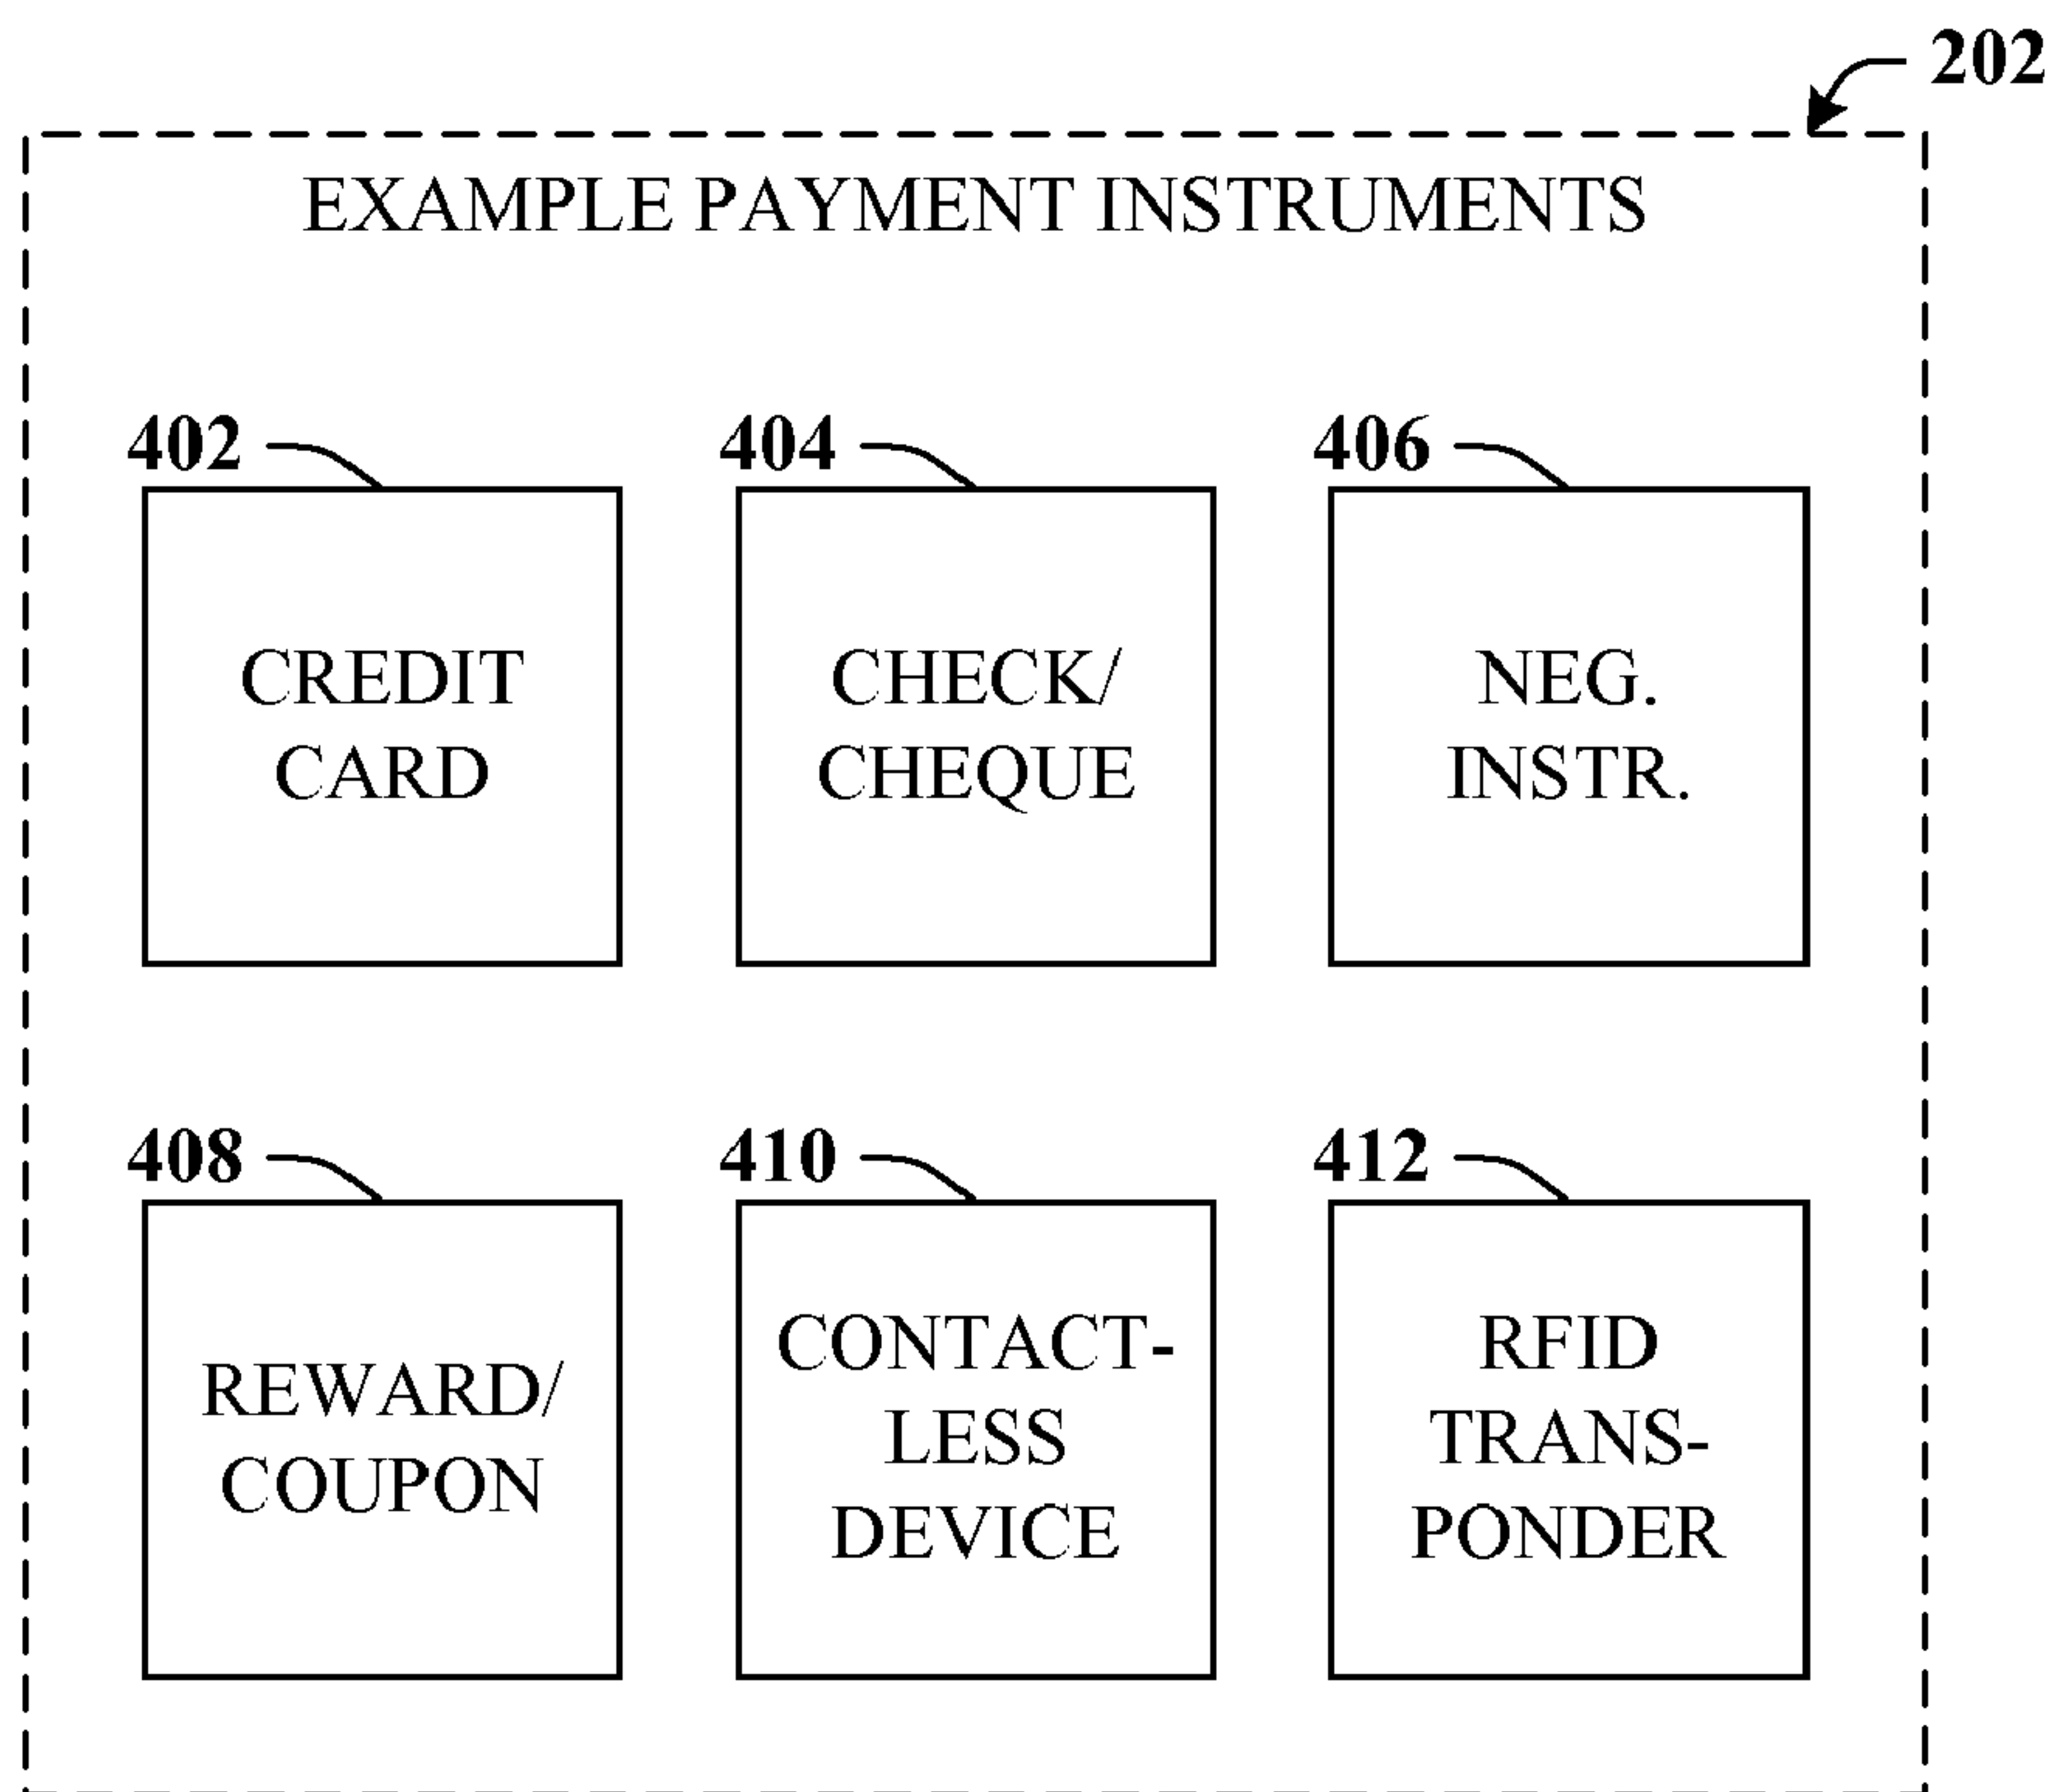 202
EXAMPLE PAYMENT INSTRUMENTS
402
CREDIT
CARD
404
CHECK/
CHEQUE
406
NEG.
INSTR.
408
REWARD/
COUPON
410
CONTACT-
LESS
DEVICE
412
RFID
TRANS-
PONDER